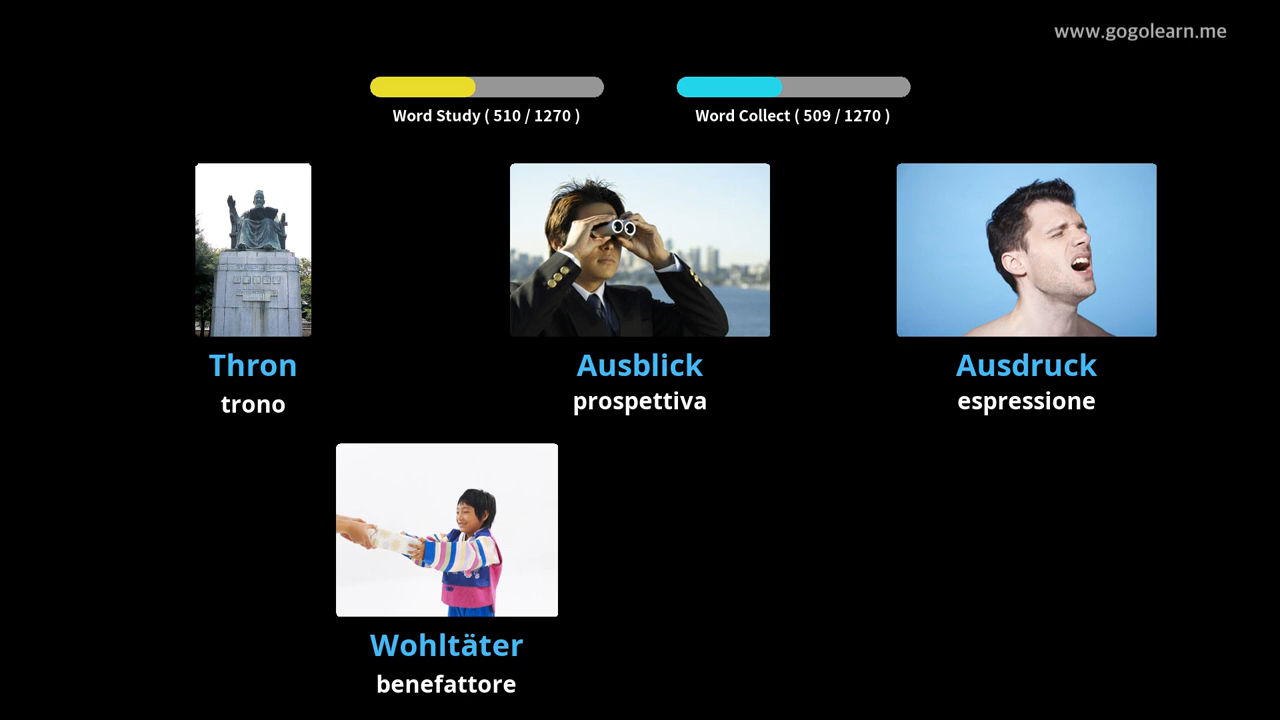 www.gogolearn.me
Word Study ( 510 / 1270 )
Word Collect ( 509 / 1270 )
Thron
trono
Ausblick
prospettiva
Ausdruck
espressione
Wohltäter
benefattore